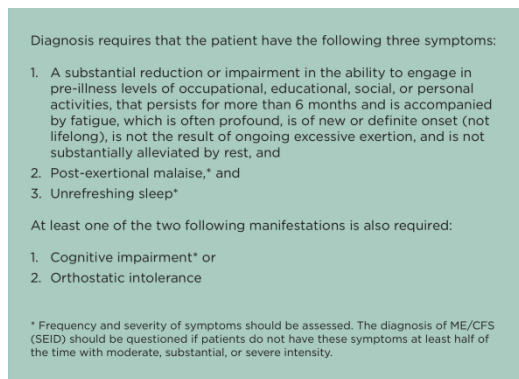 Diagnosis requires that the patient have the following three symptoms:
1. A substantial reduction or impairment in the ability to engage in
pre-illness levels of occupational, educational, social, or personal
activities, that persists for more than 6 months and is accompanied
by fatigue, which is often profound, is of new or definite onset (not
lifelong), is not the result of ongoing excessive exertion, and is not
substantially alleviated by rest, and
2. Post-exertional malaise,* and
3. Unrefreshing sleep*
At least one of the two following manifestations is also required:
1. Cognitive impairment* or
2. Orthostatic intolerance
* Frequency and severity of symptoms should be assessed. The diagnosis of ME/CFS
(SEID) should be questioned if patients do not have these symptoms at least half of
the time with moderate, substantial, or severe intensity.